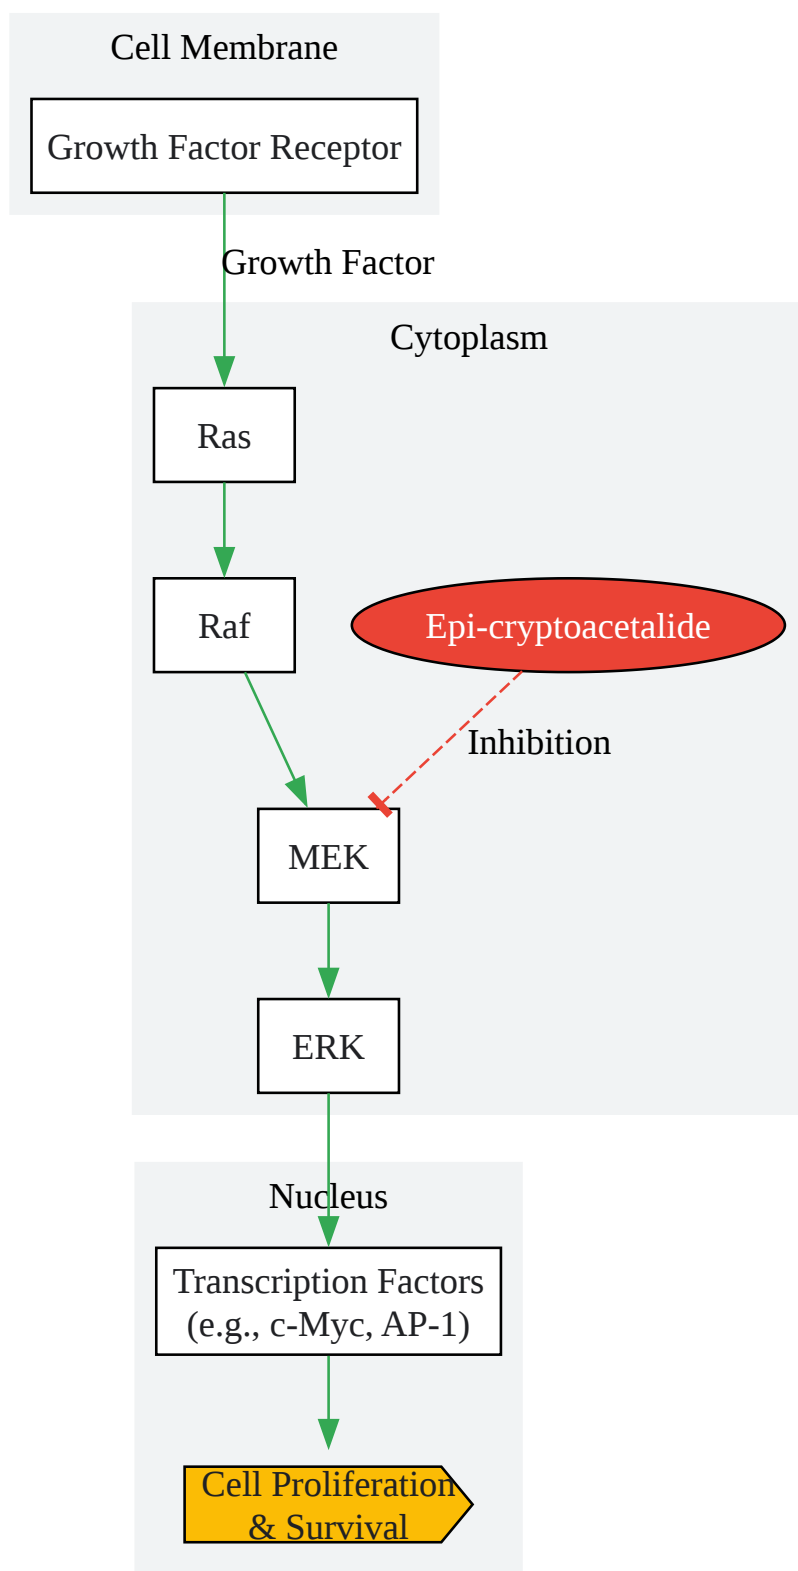 Cell Membrane
Growth Factor Receptor
Growth Factor
Cytoplasm
Ras
Raf
Epi-cryptoacetalide
Inhibition
MEK
ERK
Nucleus
Transcription Factors
(e.g., c-Myc, AP-1)
Cell Proliferation
& Survival